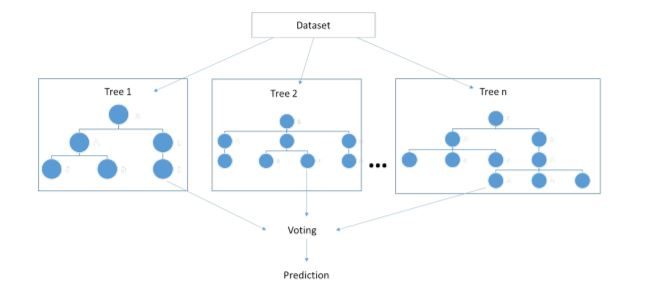 Dataset
Tree 1
Tree 2
Tree n
Voting
Prediction